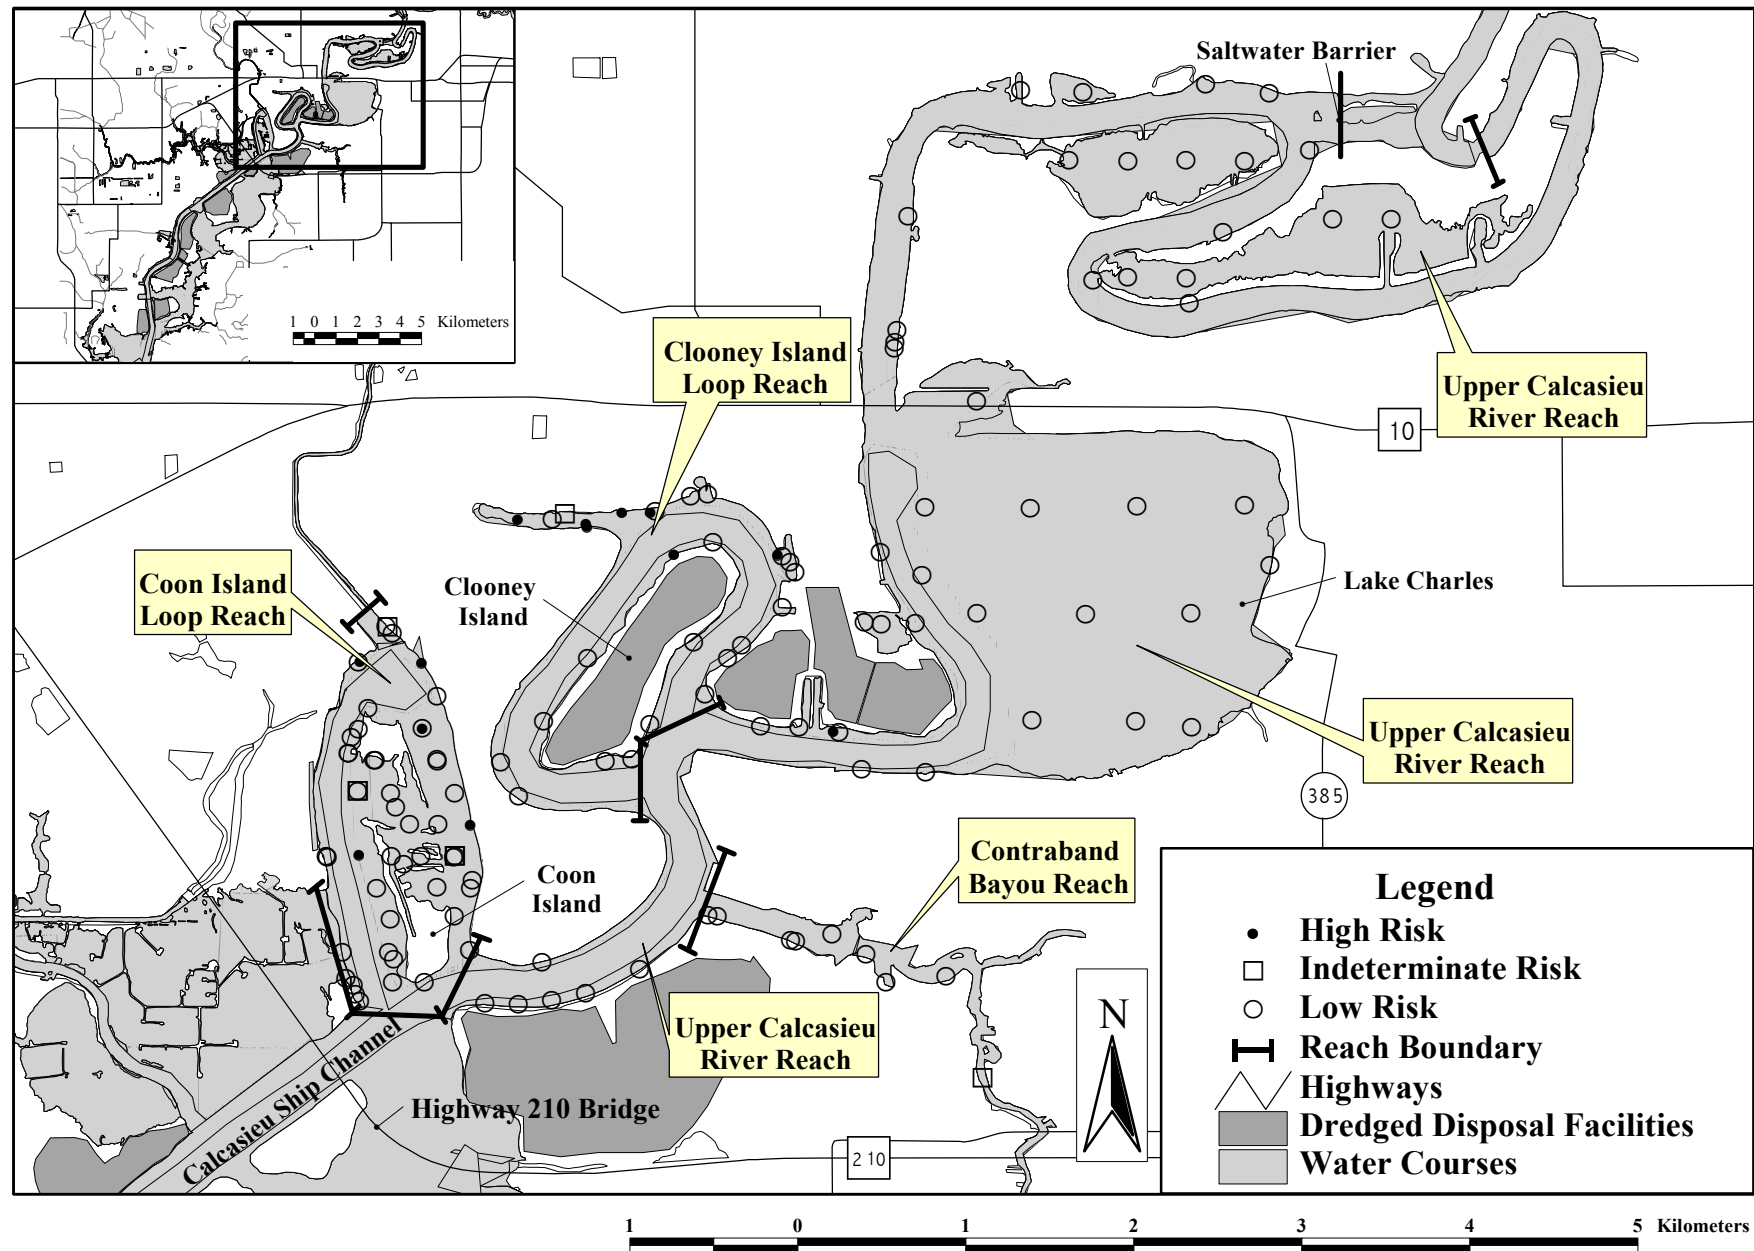 Saltwater Barrier
1 0 1 2 3 4 5 Kilometers
Clooney Island
Loop Reach
Upper Calcasieu
River Reach
10
Coon Island
Loop Reach
Clooney
Island
Lake Charles
Upper Calcasieu
River Reach
385
Contraband
Bayou Reach
Coon
Island
Upper Calcasieu
River Reach
Calcasieu Ship Channel
Highway 210 Bridge
210
N
Legend
High Risk
Indeterminate Risk
Low Risk
Reach Boundary
Highways
Dredged Disposal Facilities
Water Courses
1 0 1 2 3 4 5 Kilometers